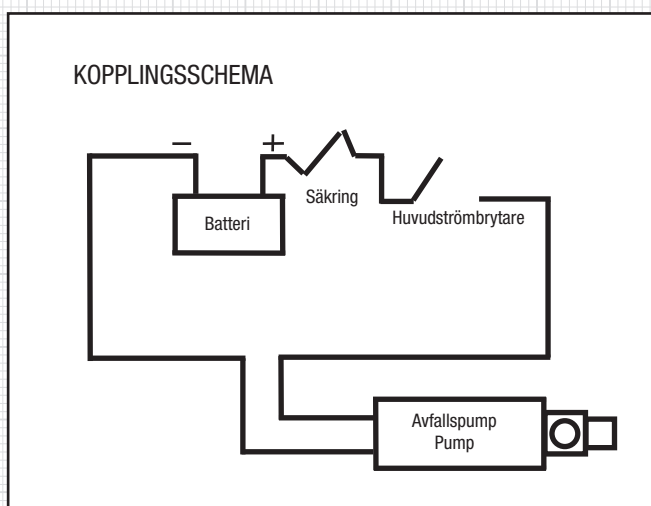 KOPPLINGSSCHEMA
− +
Säkring
Batteri
Huvudströmbrytare
Avfallspump
Pump